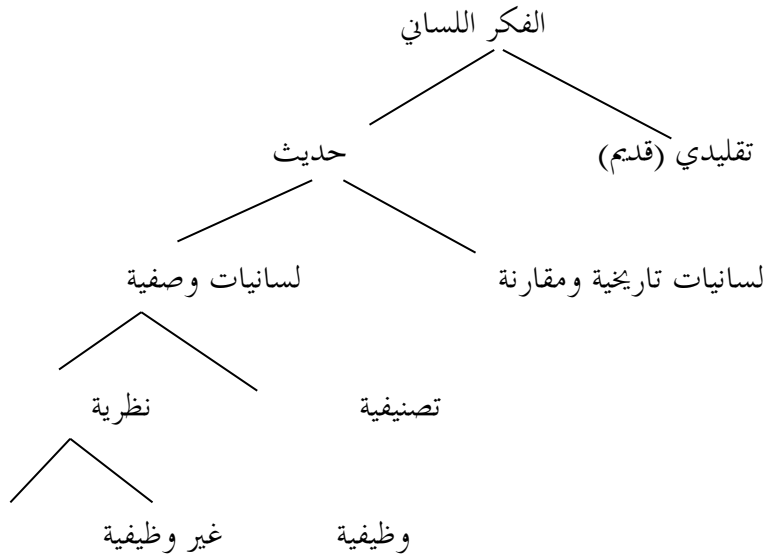 الفكر اللساني
تقليدي (قديم) حديث
لسانيات تاريخية ومقارنة لسانيات وصفية
تصنيفية نظرية
وظيفية غير وظيفية